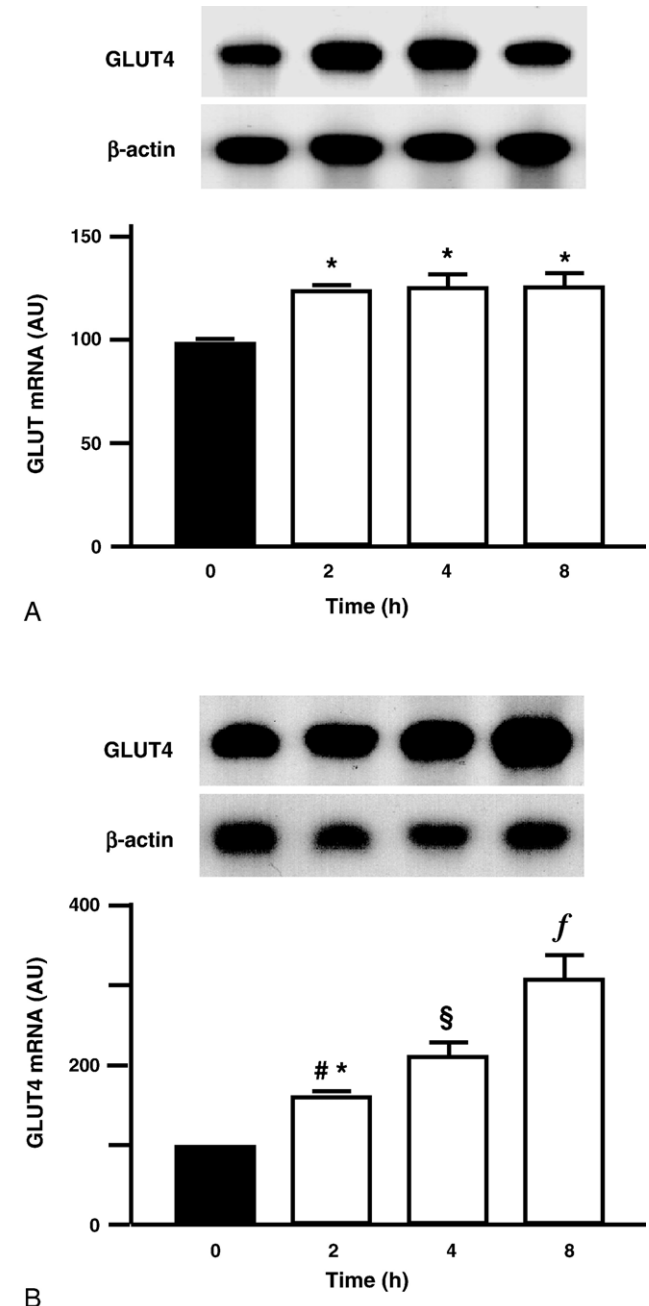 GLUT4
β-actin
150
100
50
0
GLUT mRNA (AU)
* * *
0 2 4 8
Time (h)
A
GLUT4
β-actin
400
200
0
GLUT4 mRNA (AU)
# * § f
0 2 4 8
Time (h)
B